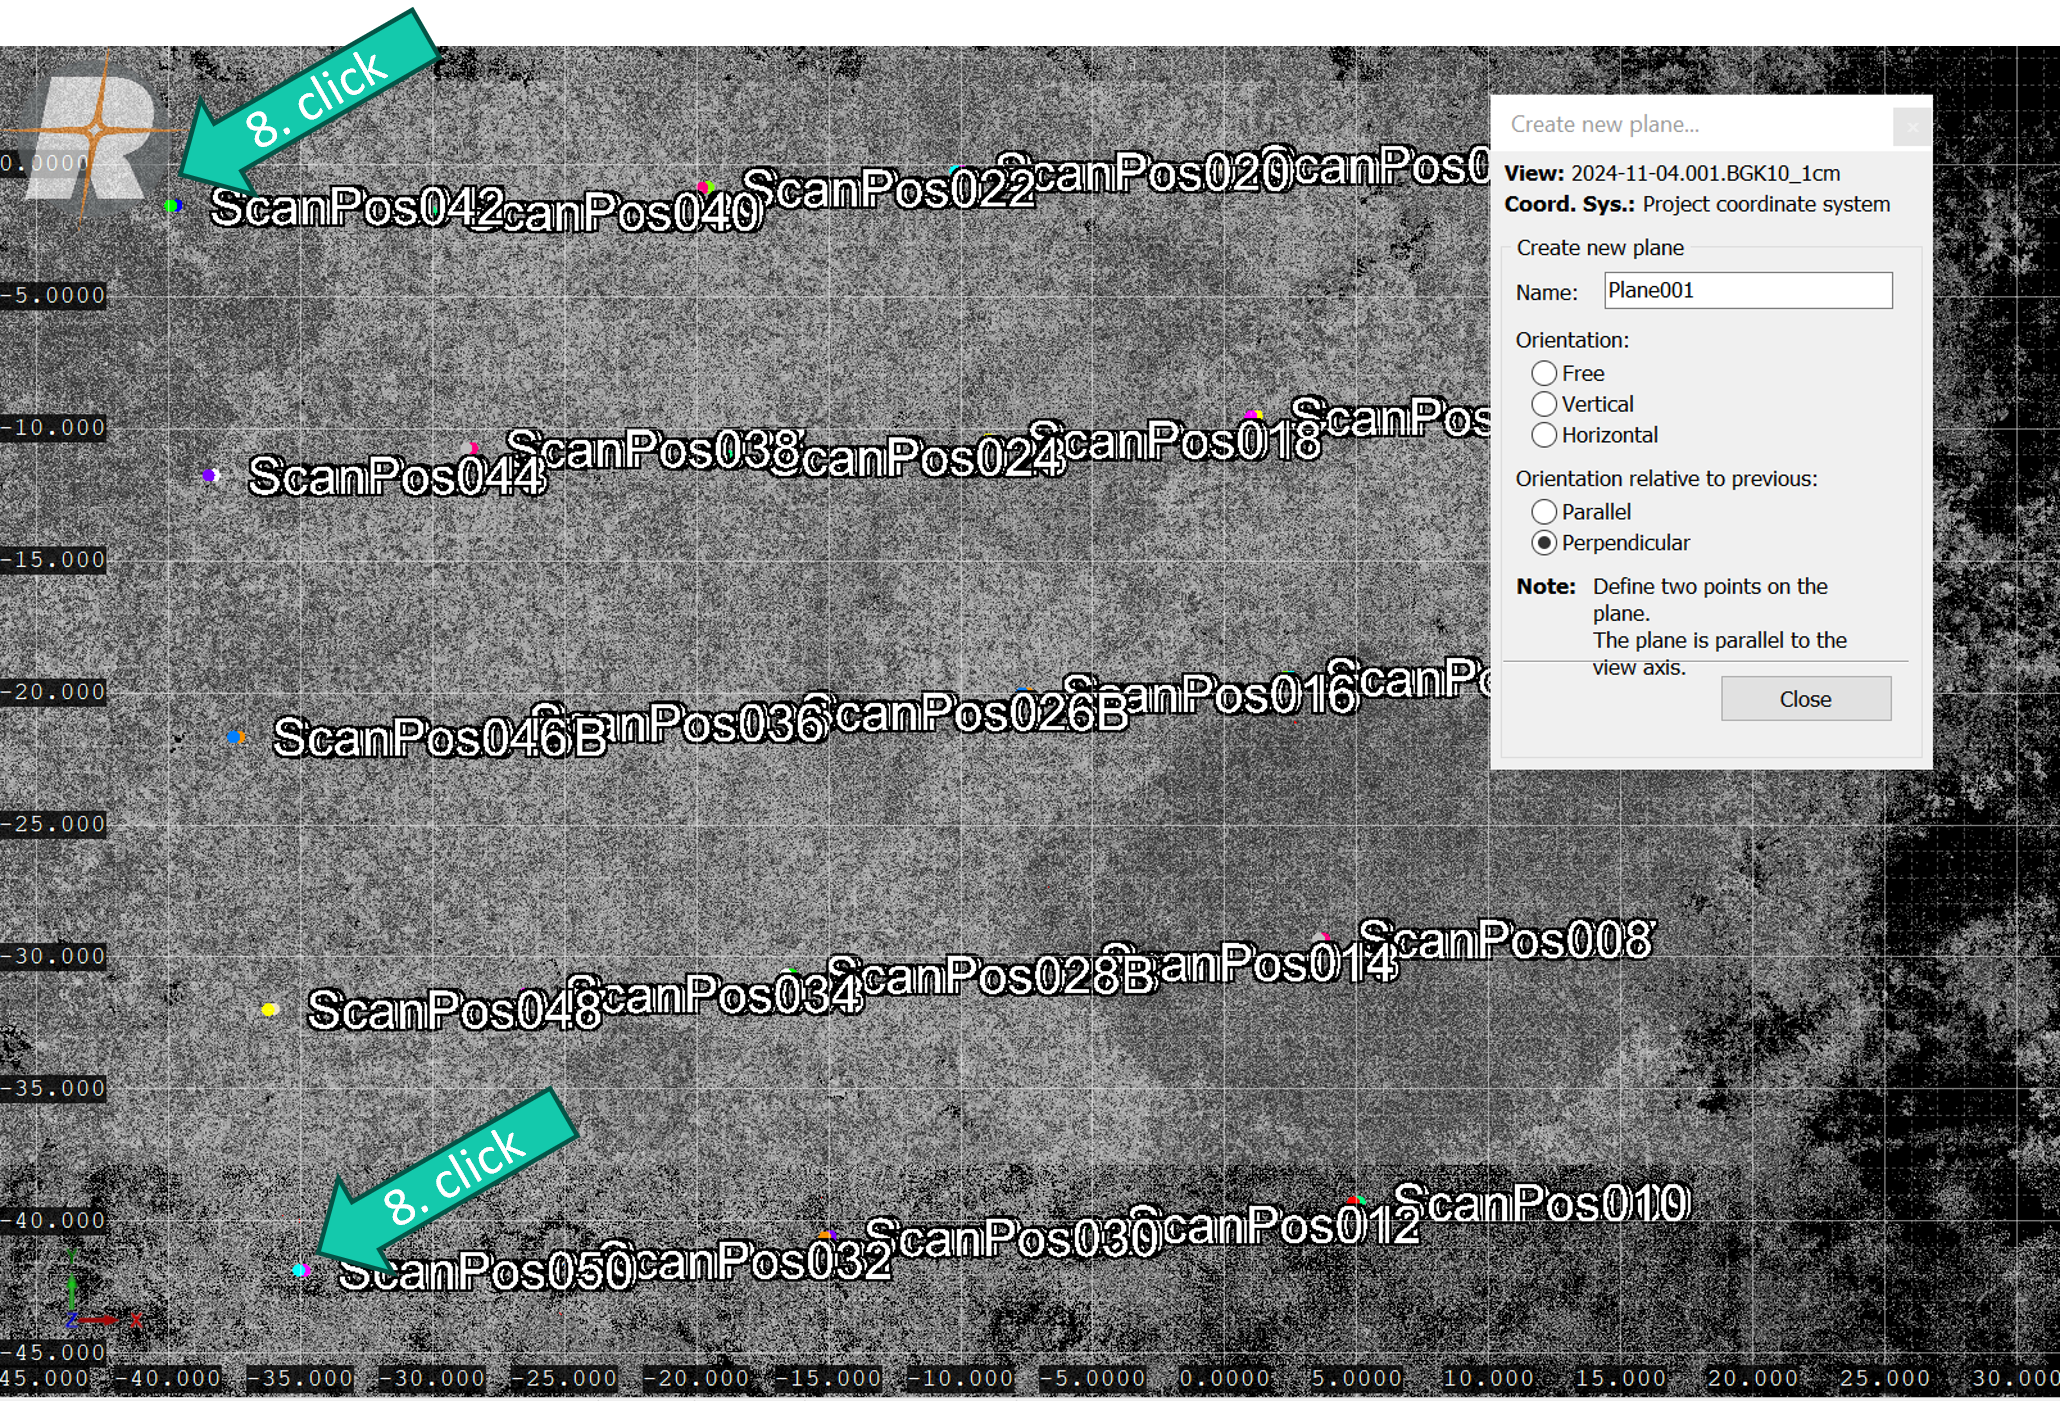 8. click
R
0.0000
ScanPos042
ScanPos040
ScanPos022
ScanPos020
-5.0000
-10.000
ScanPos044
ScanPos038
ScanPos024
ScanPos018
ScanPos
-15.000
-20.000
ScanPos046B
ScanPos036
ScanPos026B
ScanPos016
-25.000
-30.000
ScanPos048
ScanPos034
ScanPos028B
ScanPos014
ScanPos008
-35.000
8. click
-40.000
ScanPos050
ScanPos032
ScanPos030
ScanPos012
ScanPos010
Y
Z
X
-45.000
45.000 -40.000 -35.000 -30.000 -25.000 -20.000 -15.000 -10.000 -5.0000 0.0000 5.0000 10.000 15.000 20.000 25.000 30.000
Create new plane...
View: 2024-11-04.001.BGK10_1cm
Coord. Sys.: Project coordinate system
Create new plane
Name: Plane001
Orientation:
Free
Vertical
Horizontal
Orientation relative to previous:
Parallel
Perpendicular
Note: Define two points on the
plane.
The plane is parallel to the
view axis.
Close